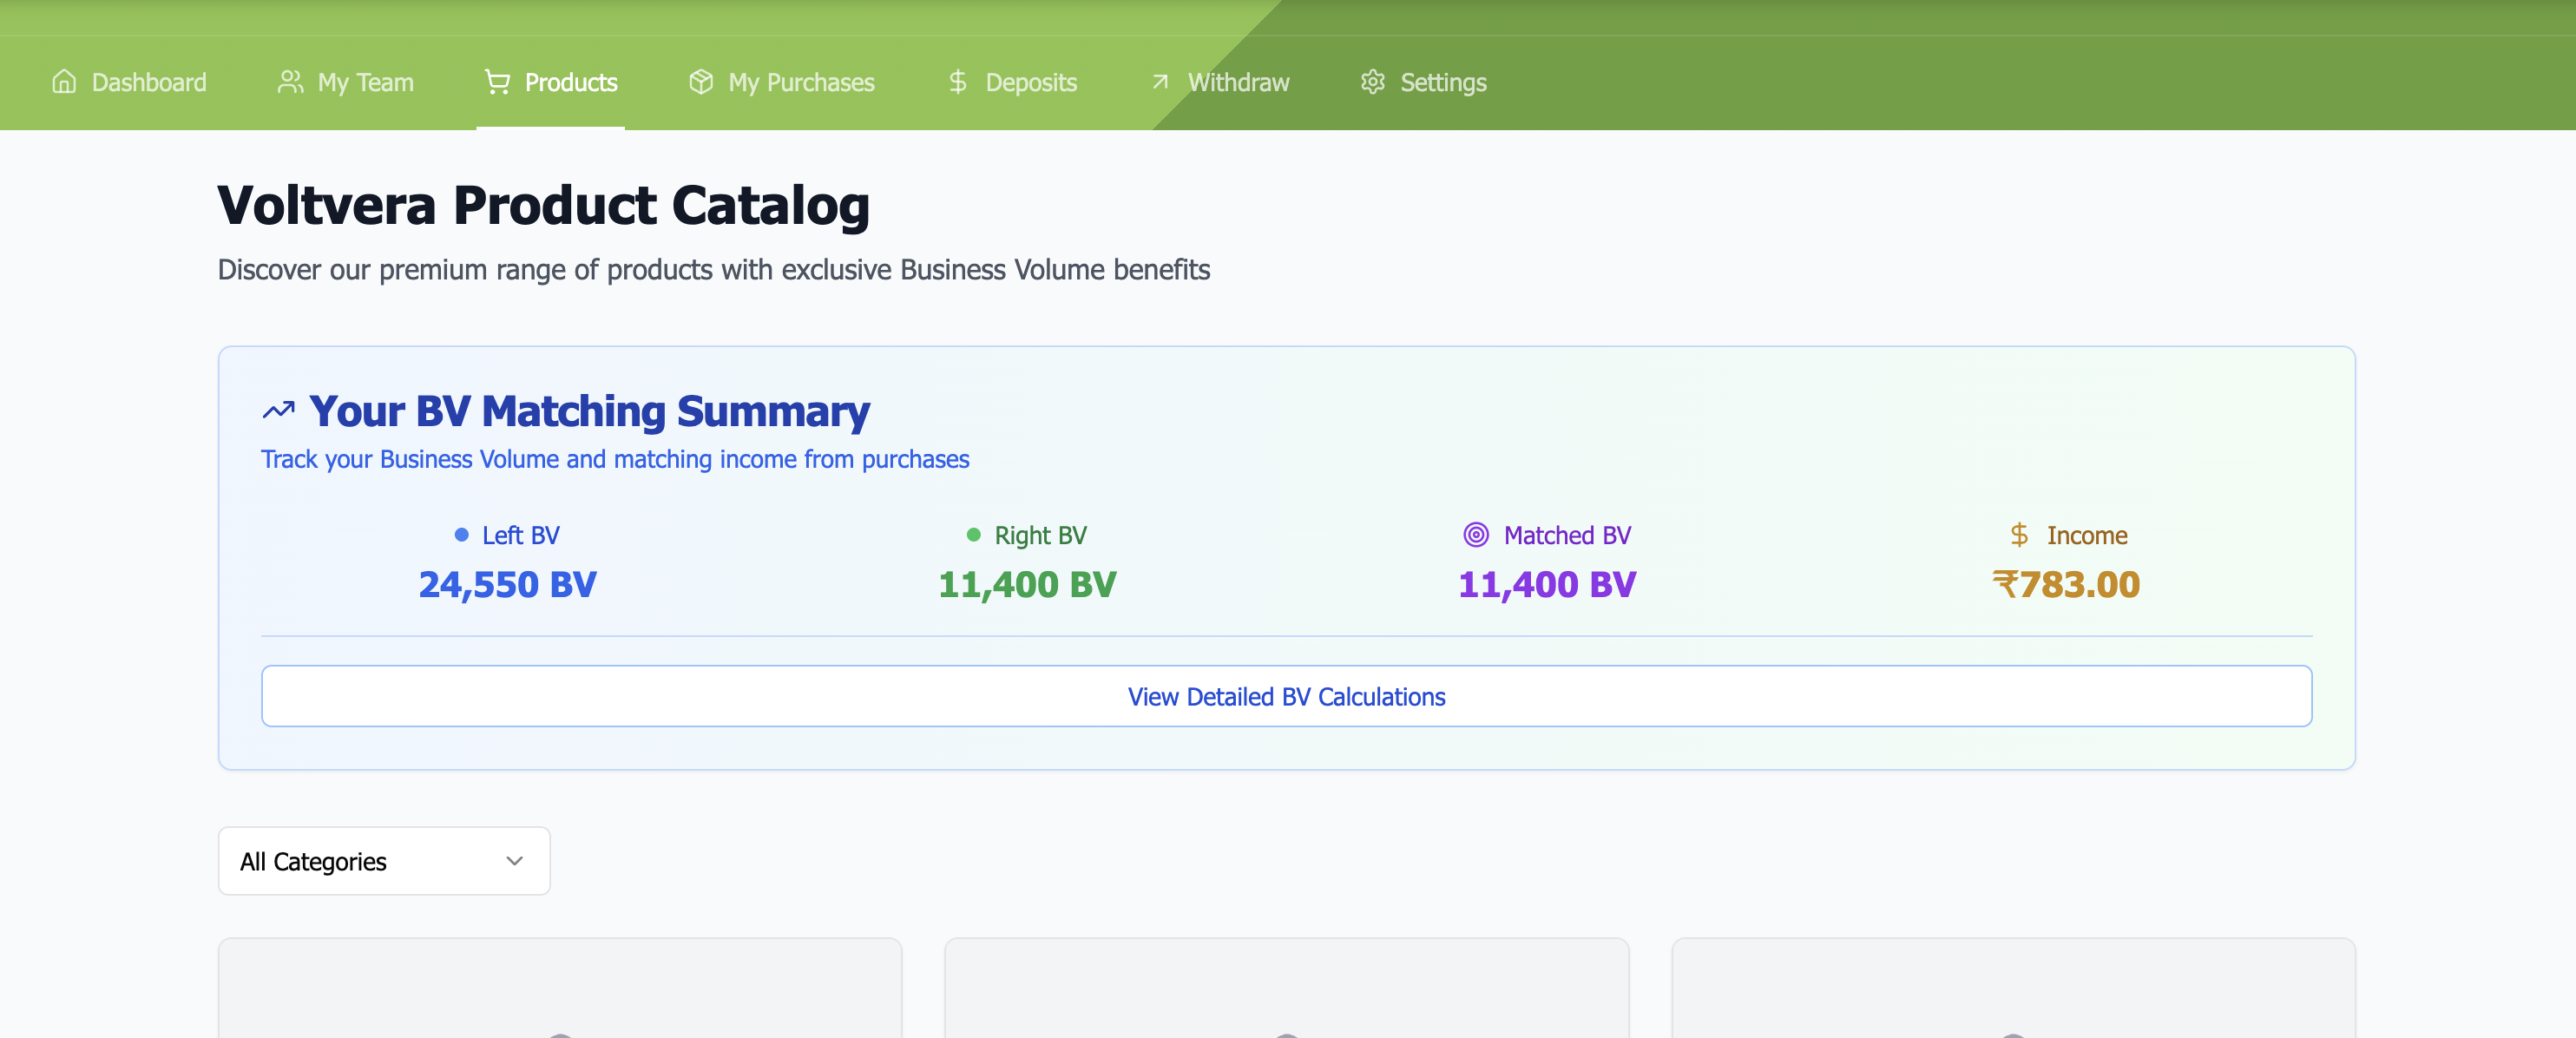 Dashboard My Team Products My Purchases Deposits Withdraw Settings
Voltvera Product Catalog
Discover our premium range of products with exclusive Business Volume benefits
Your BV Matching Summary
Track your Business Volume and matching income from purchases
Left BV Right BV Matched BV Income
24,550 BV 11,400 BV 11,400 BV ₹783.00
View Detailed BV Calculations
All Categories